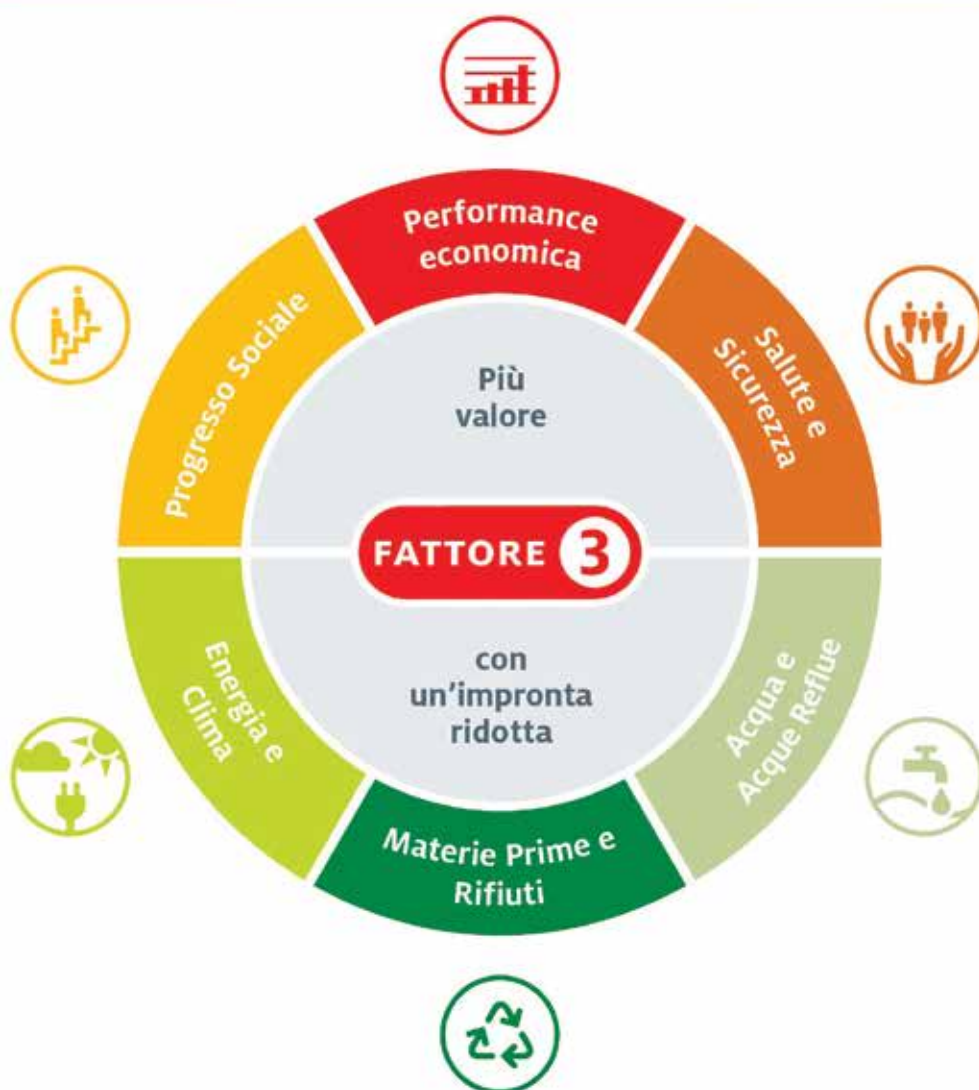 Performance
economica
Progresso Sociale
Salute e
Sicurezza
Più
valore
FATTORE 3
con
un'impronta
ridotta
Energia e
Clima
Acqua e
Acque Reflue
Materie Prime e
Rifiuti